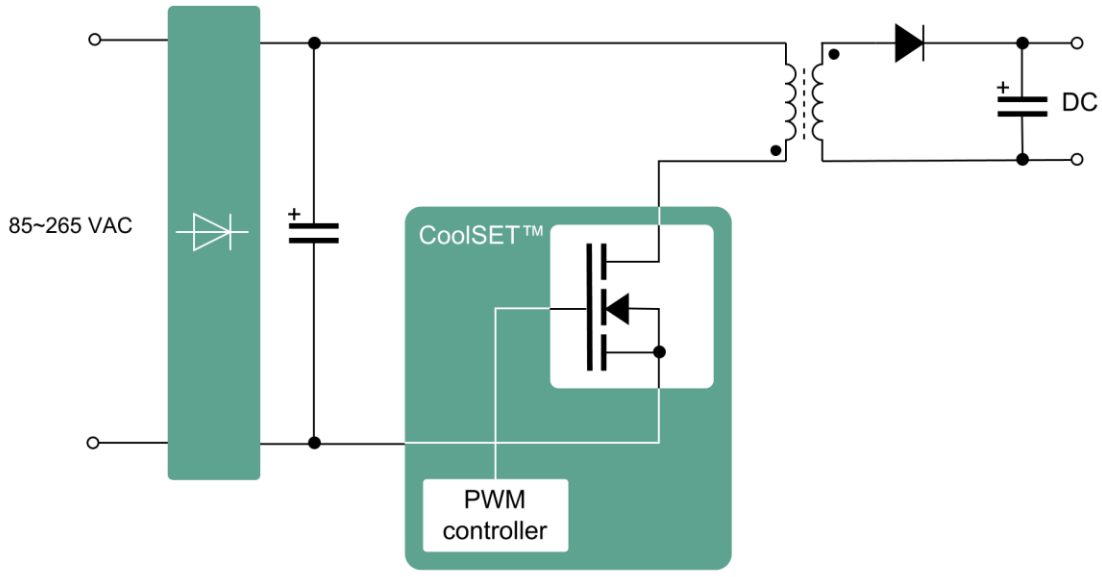 85~265 VAC
+
CoolSET™
PWM
controller
+
DC